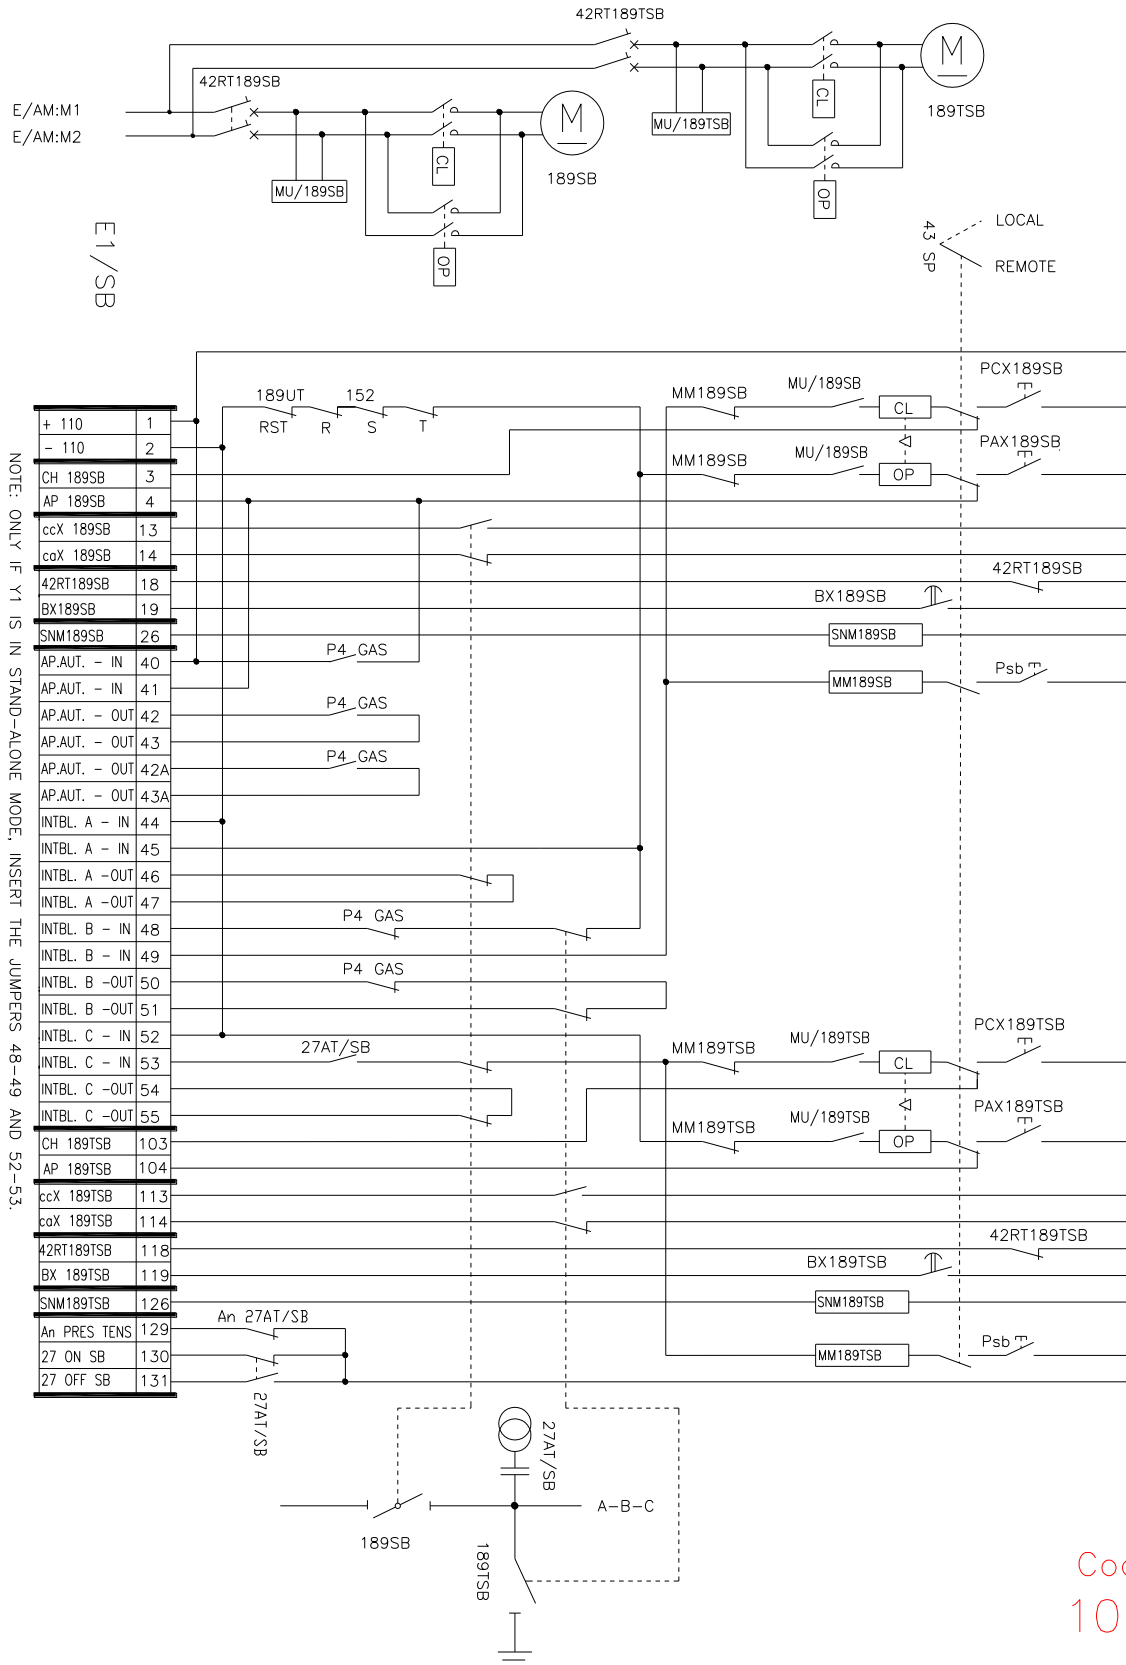 42RT189TSB
M
CL
189TSB
MU/189TSB
OP
42RT189SB
E/AM:M1
E/AM:M2
M
CL
189SB
MU/189SB
OP
E1/SB
43 SP
LOCAL
REMOTE
NOTE: ONLY IF Y1 IS IN STAND-ALONE MODE, INSERT THE JUMPERS 48-49 AND 52-53.
+ 110 1
- 110 2
CH 189SB 3
AP 189SB 4
ccX 189SB 13
caX 189SB 14
42RT189SB 18
BX189SB 19
SNM189SB 26
AP.AUT. - IN 40
AP.AUT. - IN 41
AP.AUT. - OUT 42
AP.AUT. - OUT 43
AP.AUT. - OUT 42A
AP.AUT. - OUT 43A
INTBL. A - IN 44
INTBL. A - IN 45
INTBL. A -OUT 46
INTBL. A -OUT 47
INTBL. B - IN 48
INTBL. B - IN 49
INTBL. B -OUT 50
INTBL. B -OUT 51
INTBL. C - IN 52
INTBL. C - IN 53
INTBL. C -OUT 54
INTBL. C -OUT 55
CH 189TSB 103
AP 189TSB 104
ccX 189TSB 113
caX 189TSB 114
42RT189TSB 118
BX 189TSB 119
SNM189TSB 126
An PRES TENS 129
27 ON SB 130
27 OFF SB 131
189UT 152
RST R S T
MM189SB MU/189SB CL PCX189SB
MM189SB MU/189SB OP PAX189SB
42RT189SB
BX189SB
SNM189SB
P4 GAS
MM189SB Psb
P4 GAS
P4 GAS
P4 GAS
P4 GAS
27AT/SB
MM189TSB MU/189TSB CL PCX189TSB
MM189TSB MU/189TSB OP PAX189TSB
42RT189TSB
BX189TSB
SNM189TSB
An 27AT/SB
MM189TSB Psb
27AT/SB
27AT/SB
A-B-C
189SB
189TSB
10